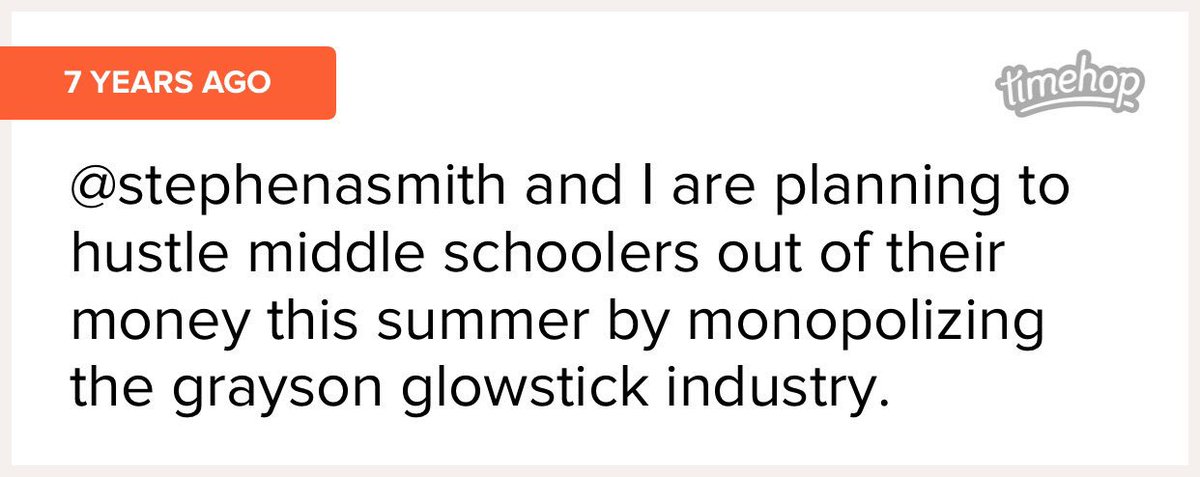 7 YEARS AGO
timehop
@stephenasmith and I are planning to
hustle middle schoolers out of their
money this summer by monopolizing
the grayson glowstick industry.